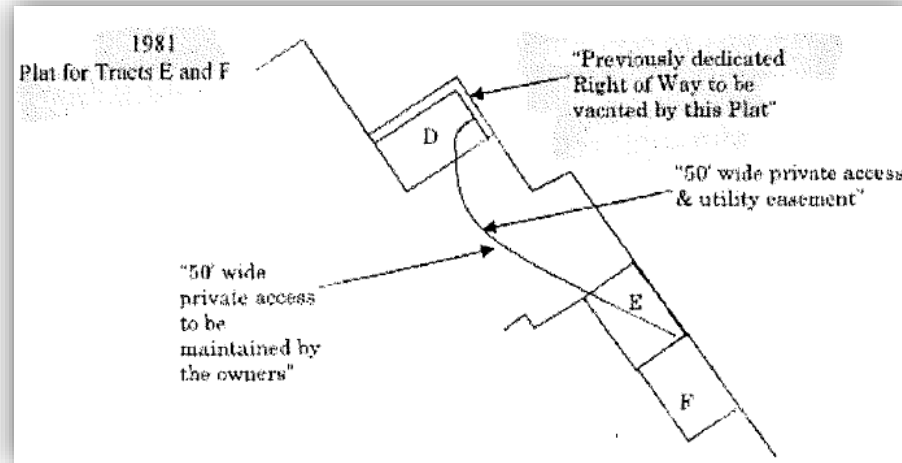 1981
Plat for Tracts E and F
"Previously dedicated
Right of Way to be
vacated by this Plat"
D
"50' wide private access
& utility easement"
"50' wide
private access
to be
maintained by
the owners"
E
F